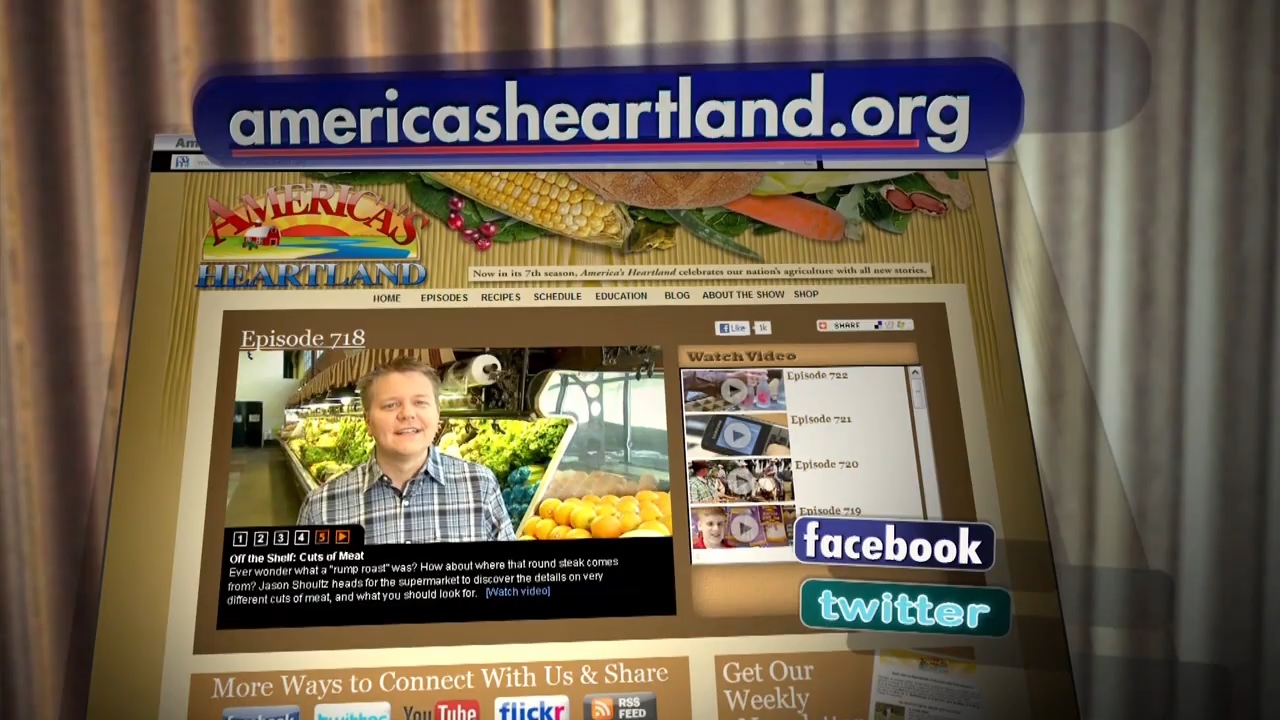 americasheartland.org
AMERICA'S
HEARTLAND
Now in its 7th season, America's Heartland celebrates our nation's agriculture with all new stories.
HOME EPISODES RECIPES SCHEDULE EDUCATION BLOG ABOUT THE SHOW SHOP
Episode 718
Like 1k
SHARE
Watch Video
Episode 722
Episode 721
Episode 720
Episode 719
1 2 3 4 5
Off the Shelf: Cuts of Meat
Ever wonder what a "rump roast" was? How about where that round steak comes
from? Jason Shoultz heads for the supermarket to discover the details on very
different cuts of meat, and what you should look for. [Watch video]
facebook
twitter
More Ways to Connect With Us & Share
facebook
twitter
YouTube
flickr
RSS
FEED
Get Our
Weekly